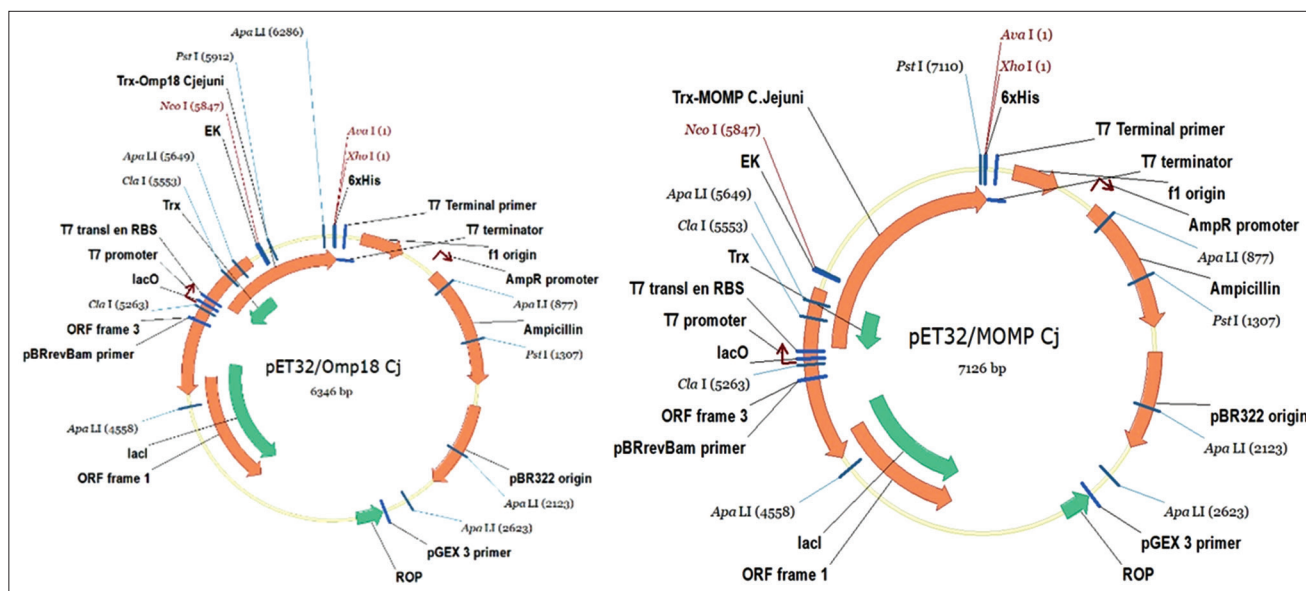 Apa LI (6286)
Pst I (5912)
Trx-Omp18 Cjejuni
Nco I (5847)
EK
Apa LI (5649)
Cla I (5553)
Trx
T7 transl en RBS
T7 promoter
lacO
Cla I (5263)
ORF frame 3
pBRrevBam primer
Apa LI (4558)
lacI
ORF frame 1
Ava I (1)
Xho I (1)
6xHis
T7 Terminal primer
T7 terminator
f1 origin
AmpR promoter
Apa LI (877)
Ampicillin
Pst I (1307)
pBR322 origin
Apa LI (2123)
Apa LI (2623)
pGEX 3 primer
ROP
pET32/Omp18 Cj
6346 bp
Pst I (7110)
Trx-MOMP C.Jejuni
Nco I (5847)
EK
Apa LI (5649)
Cla I (5553)
Trx
T7 transl en RBS
T7 promoter
lacO
Cla I (5263)
ORF frame 3
pBRrevBam primer
Apa LI (4558)
lacI
ORF frame 1
Ava I (1)
Xho I (1)
6xHis
T7 Terminal primer
T7 terminator
f1 origin
AmpR promoter
Apa LI (877)
Ampicillin
Pst I (1307)
pBR322 origin
Apa LI (2123)
Apa LI (2623)
pGEX 3 primer
ROP
pET32/MOMP Cj
7126 bp